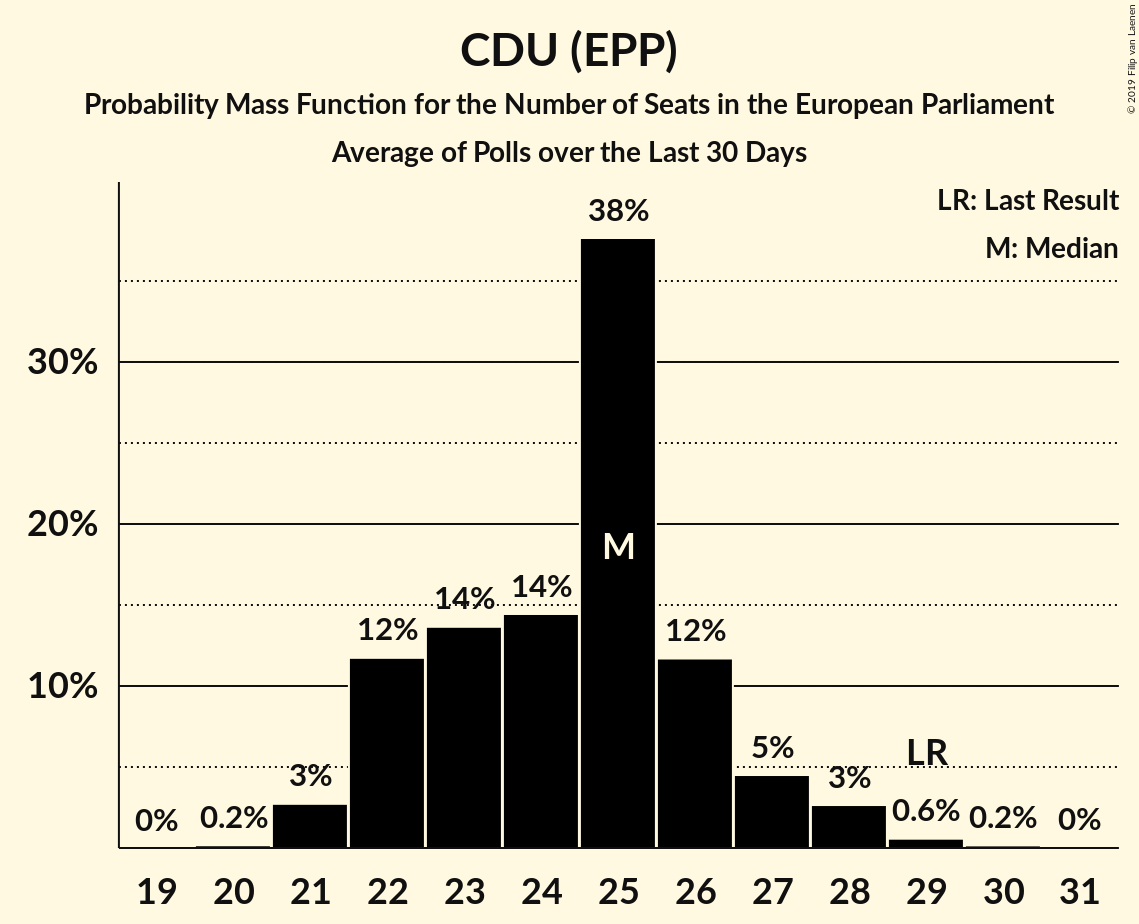 CDU (EPP)
Probability Mass Function for the Number of Seats in the European Parliament
Average of Polls over the Last 30 Days
© 2019 Filip van Laenen
LR: Last Result
M: Median
38%
30%
20%
10%
M
14%
14%
12%
12%
5%
LR
3%
3%
0%
0.2%
0.6%
0.2%
0%
19 20 21 22 23 24 25 26 27 28 29 30 31